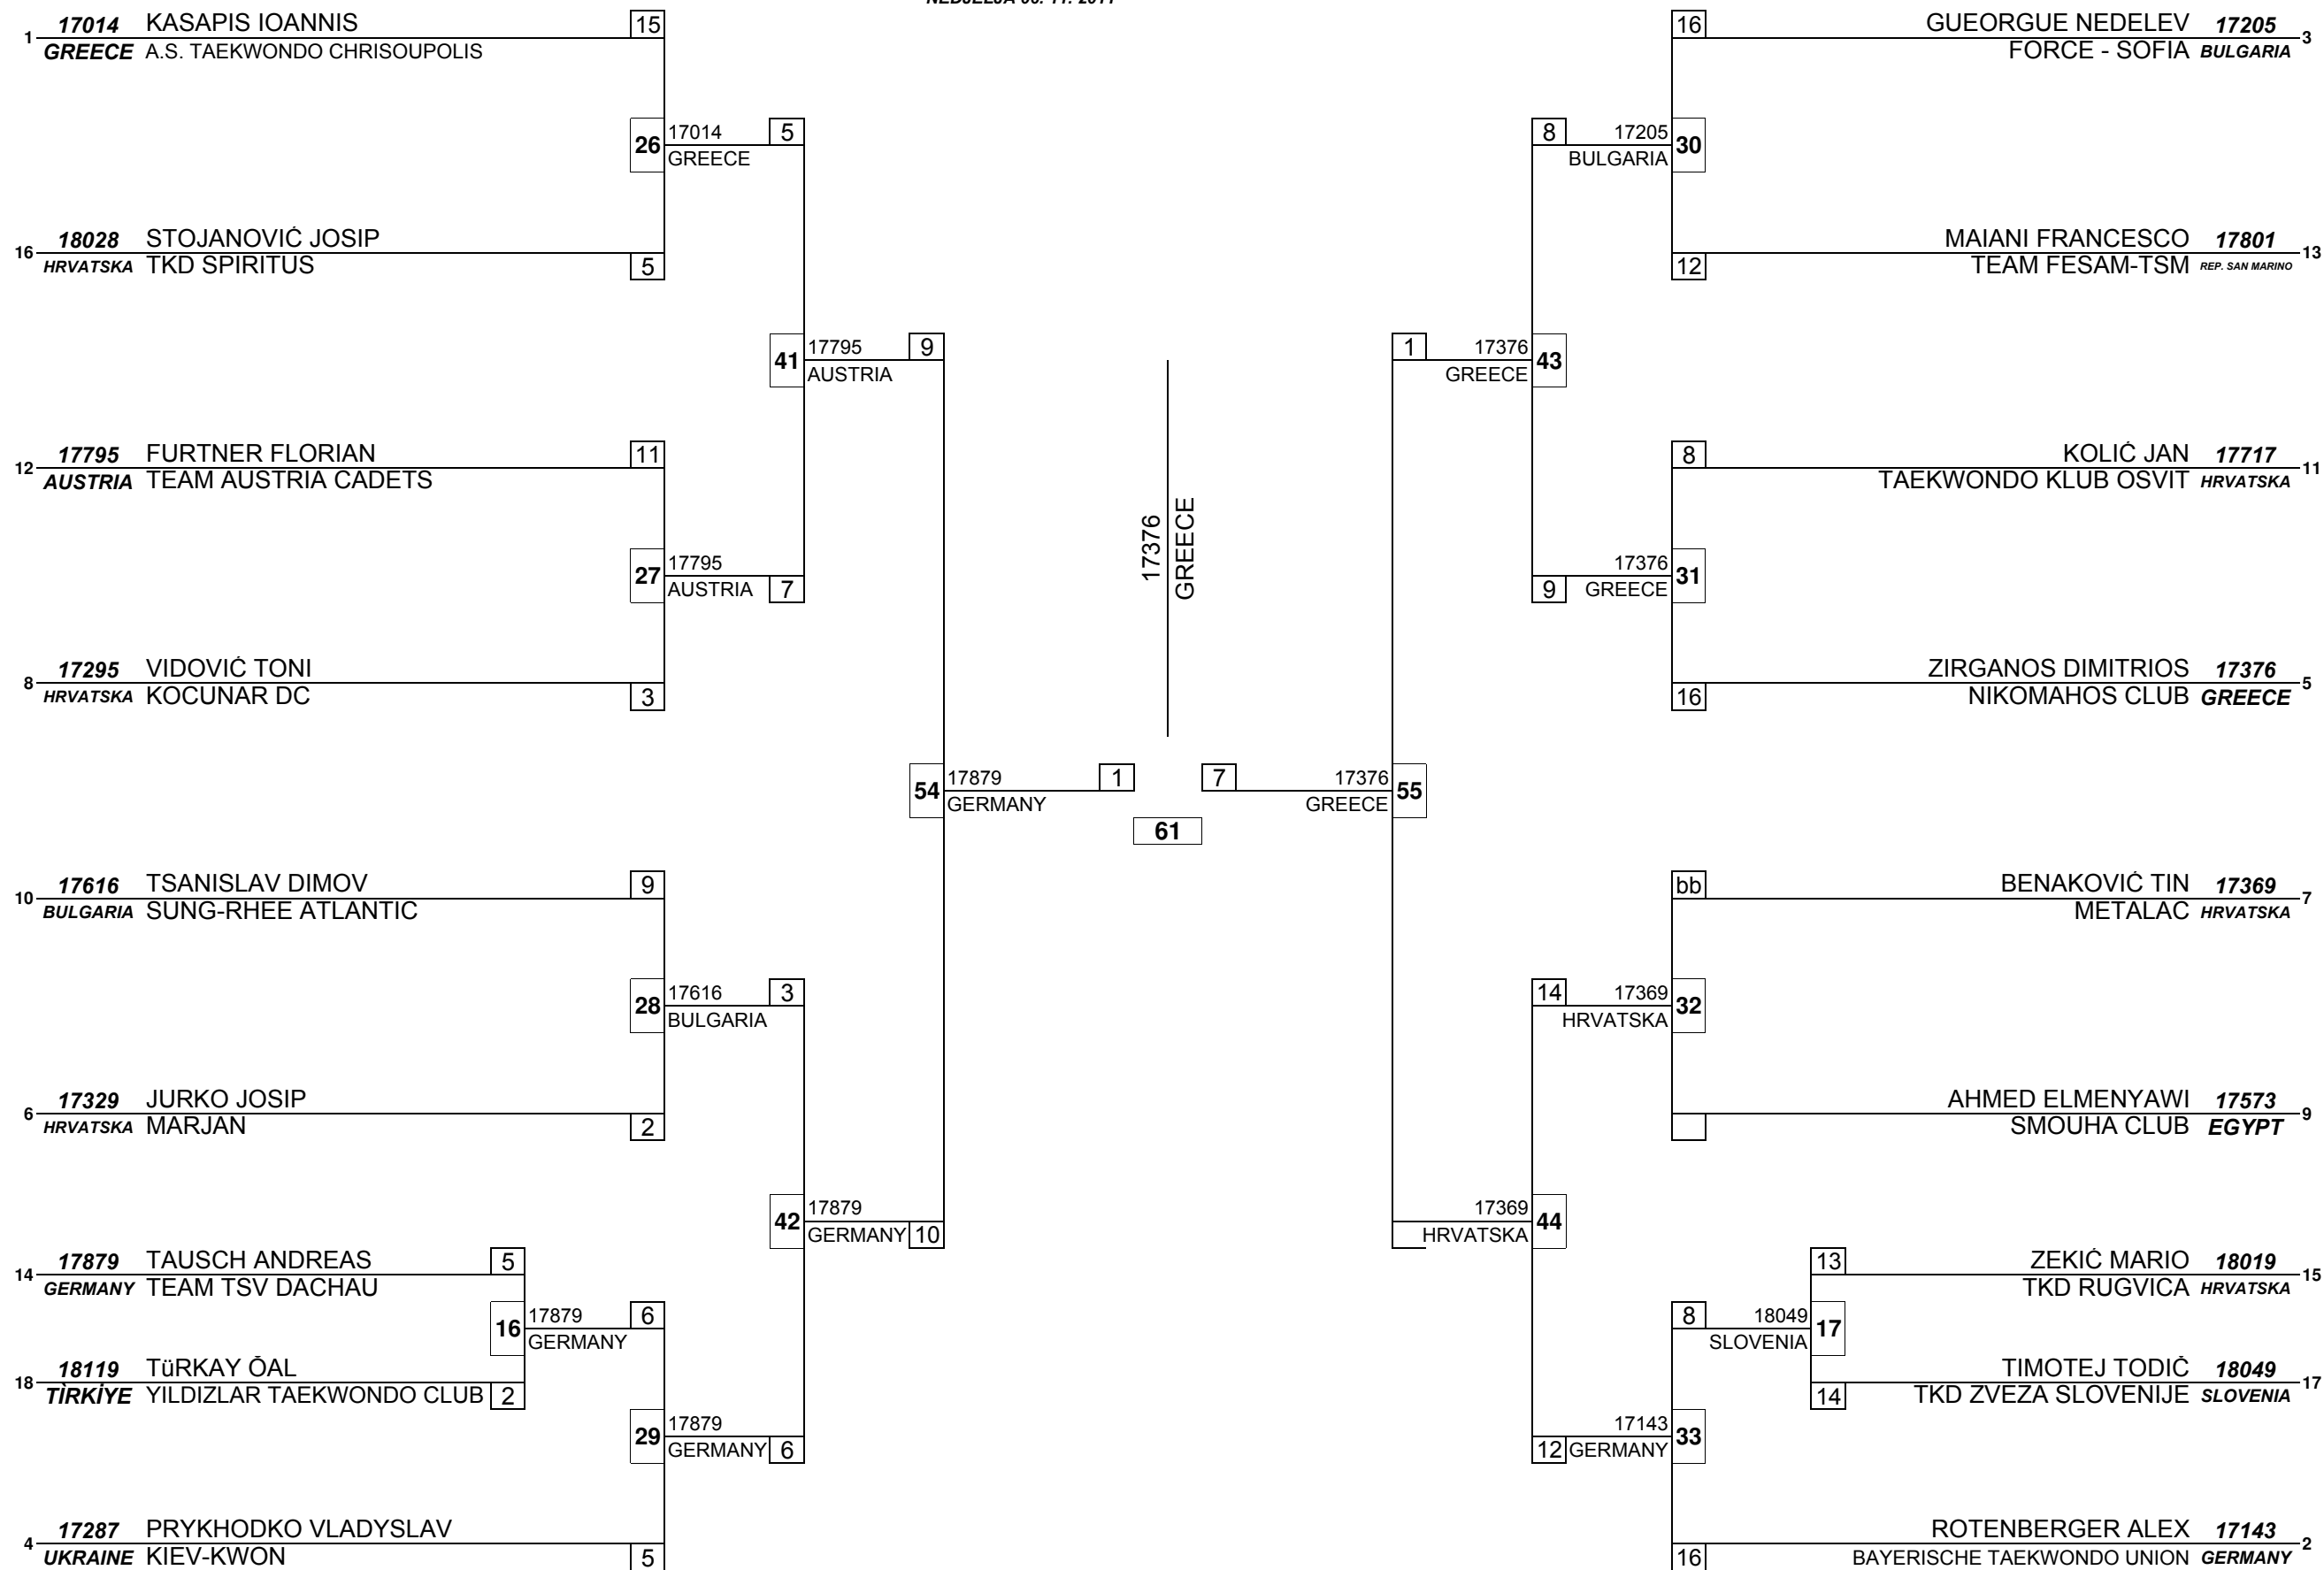 1 17014 KASAPIS IOANNIS 15
GREECE A.S. TAEKWONDO CHRISOUPOLIS
26 17014 5
GREECE
16 18028 STOJANOVIĆ JOSIP
HRVATSKA TKD SPIRITUS 5
41 17795 9
AUSTRIA
12 17795 FURTNER FLORIAN 11
AUSTRIA TEAM AUSTRIA CADETS
27 17795
AUSTRIA 7
8 17295 VIDOVIĆ TONI
HRVATSKA KOCUNAR DC 3
54 17879 1
GERMANY
10 17616 TSANISLAV DIMOV 9
BULGARIA SUNG-RHEE ATLANTIC
28 17616 3
BULGARIA
6 17329 JURKO JOSIP
HRVATSKA MARJAN 2
42 17879
GERMANY 10
14 17879 TAUSCH ANDREAS 5
GERMANY TEAM TSV DACHAU
16 17879 6
GERMANY
18 18119 TüRKAY ÕAL
TİRKİYE YILDIZLAR TAEKWONDO CLUB 2
29 17879
GERMANY 6
4 17287 PRYKHODKO VLADYSLAV
UKRAINE KIEV-KWON 5
17376
GREECE
61
16 GUEORGUE NEDELEV 17205 3
FORCE - SOFIA BULGARIA
8 17205 30
BULGARIA
MAIANI FRANCESCO 17801 13
12 TEAM FESAM-TSM REP. SAN MARINO
1 17376 43
GREECE
8 KOLIĆ JAN 17717 11
TAEKWONDO KLUB OSVIT HRVATSKA
17376 31
9 GREECE
ZIRGANOS DIMITRIOS 17376 5
16 NIKOMAHOS CLUB GREECE
7 17376 55
GREECE
bb BENAKOVIĆ TIN 17369 7
METALAC HRVATSKA
14 17369 32
HRVATSKA
AHMED ELMENYAWI 17573 9
SMOUHA CLUB EGYPT
17369 44
HRVATSKA
13 ZEKIĆ MARIO 18019 15
TKD RUGVICA HRVATSKA
8 18049 17
SLOVENIA
TIMOTEJ TODIČ 18049 17
14 TKD ZVEZA SLOVENIJE SLOVENIA
17143 33
12 GERMANY
ROTENBERGER ALEX 17143 2
16 BAYERISCHE TAEKWONDO UNION GERMANY